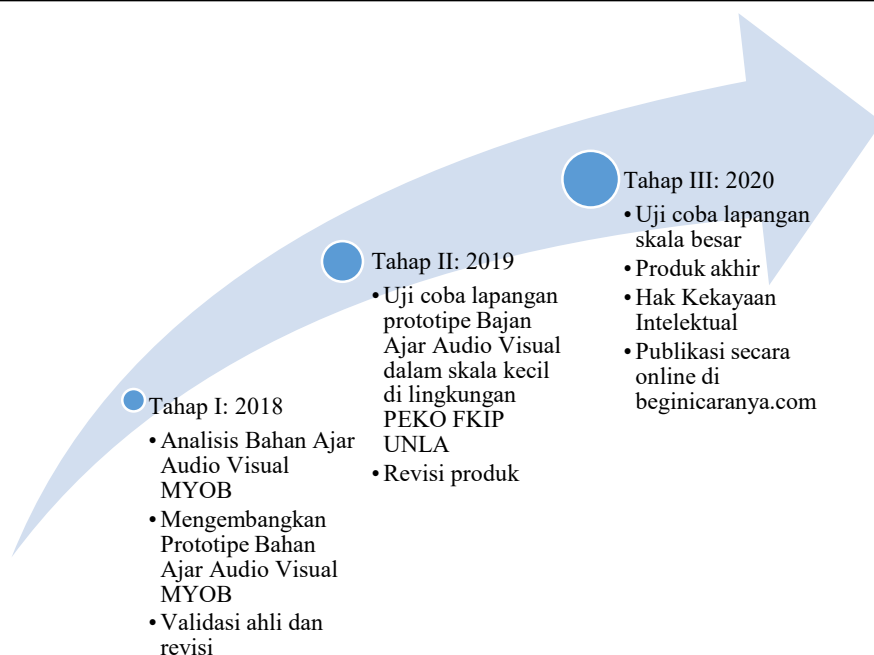 Tahap I: 2018
• Analisis Bahan Ajar
Audio Visual
MYOB
• Mengembangkan
Prototipe Bahan
Ajar Audio Visual
MYOB
• Validasi ahli dan
revisi
Tahap II: 2019
• Uji coba lapangan
prototipe Bajan
Ajar Audio Visual
dalam skala kecil
di lingkungan
PEKO FKIP
UNLA
• Revisi produk
Tahap III: 2020
• Uji coba lapangan
skala besar
• Produk akhir
• Hak Kekayaan
Intelektual
• Publikasi secara
online di
beginicaranya.com